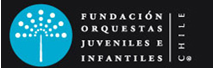 FUNDACIÓN
ORQUESTAS
JUVENILES E
INFANTILES
CHILE